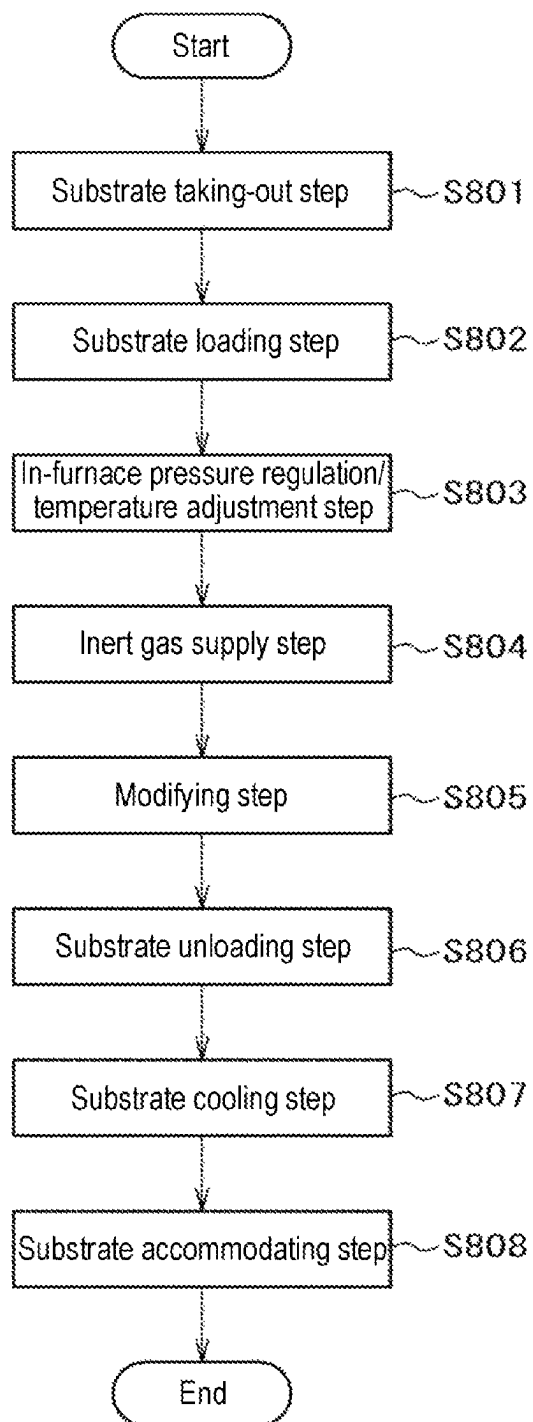 Start
Substrate taking-out step S801
Substrate loading step S802
In-furnace pressure regulation/
temperature adjustment step S803
Inert gas supply step S804
Modifying step S805
Substrate unloading step S806
Substrate cooling step S807
Substrate accommodating step S808
End